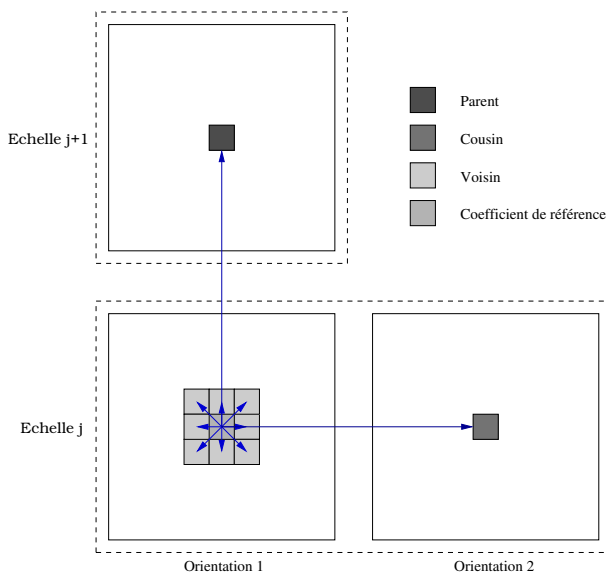 Echelle j+1
Parent
Cousin
Voisin
Coefficient de référence
Echelle j
Orientation 1
Orientation 2